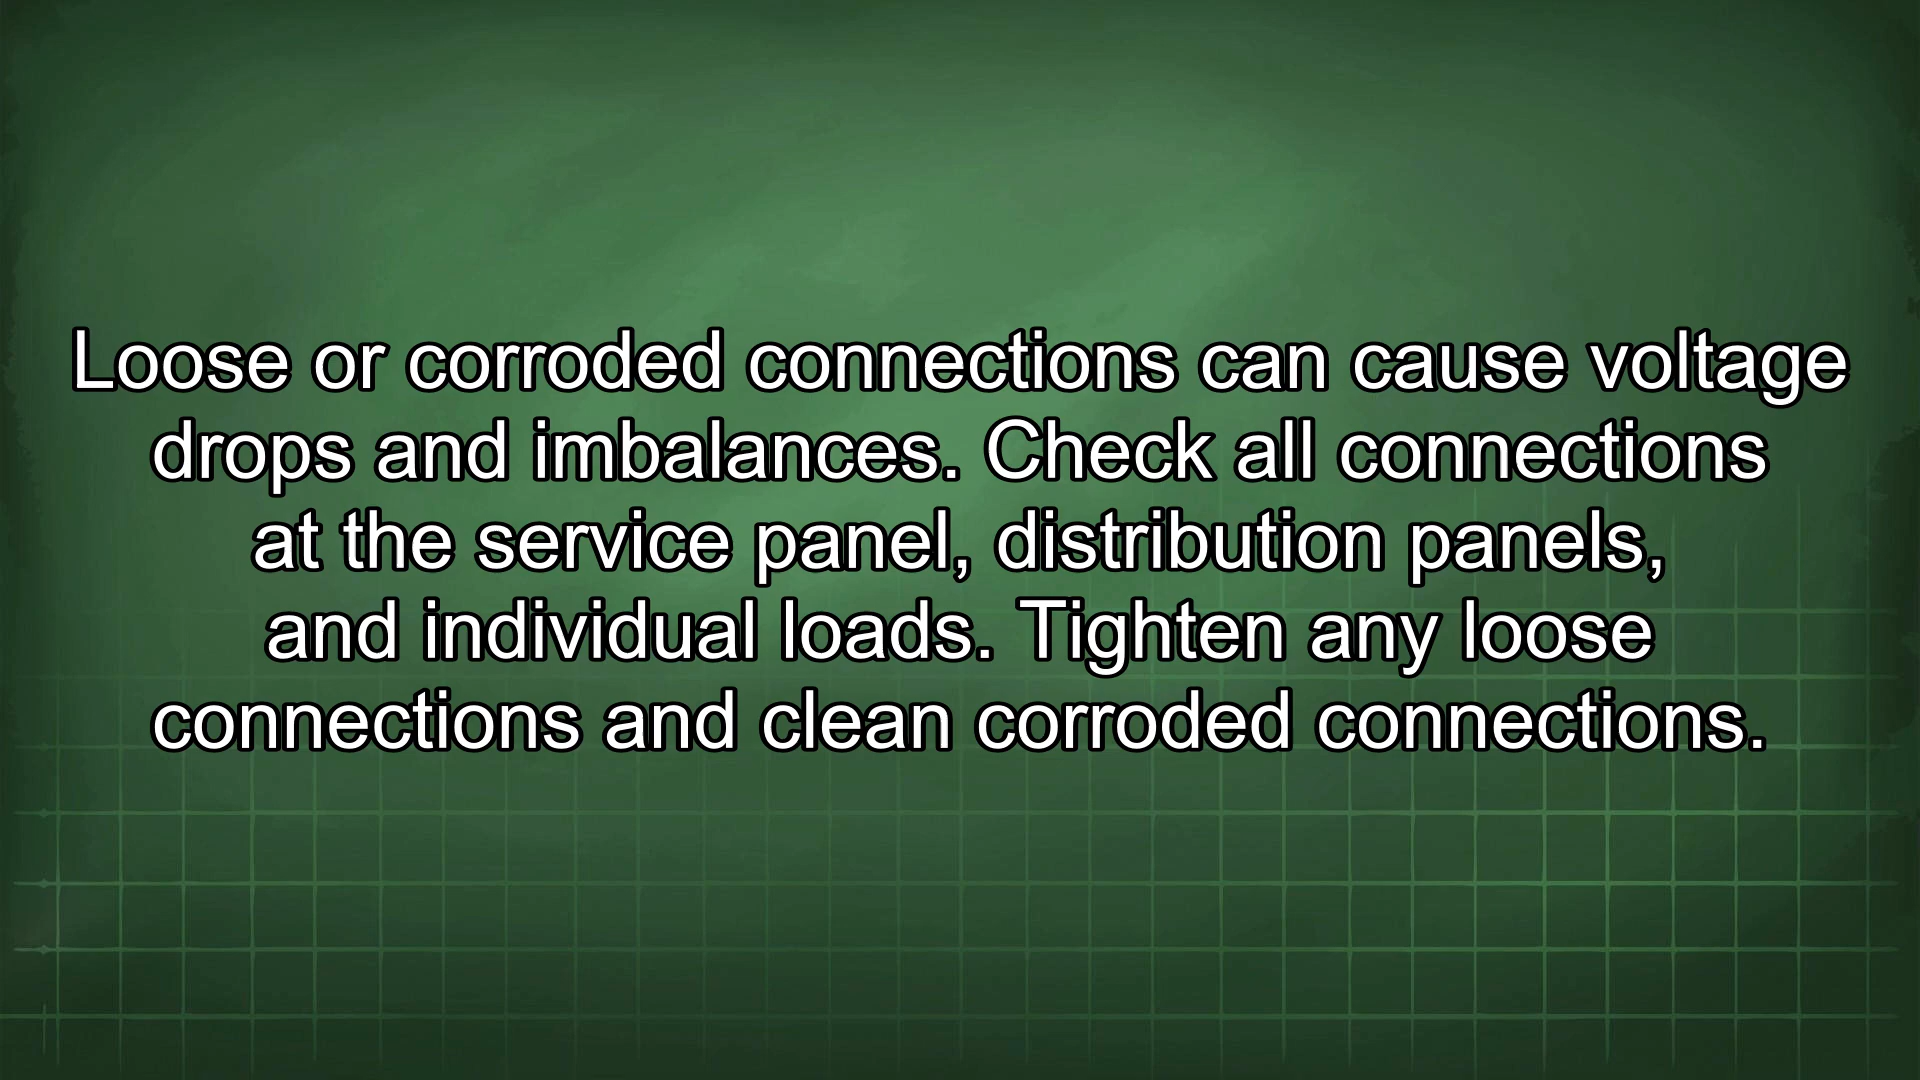 Loose or corroded connections can cause voltage
drops and imbalances. Check all connections
at the service panel, distribution panels,
and individual loads. Tighten any loose
connections and clean corroded connections.